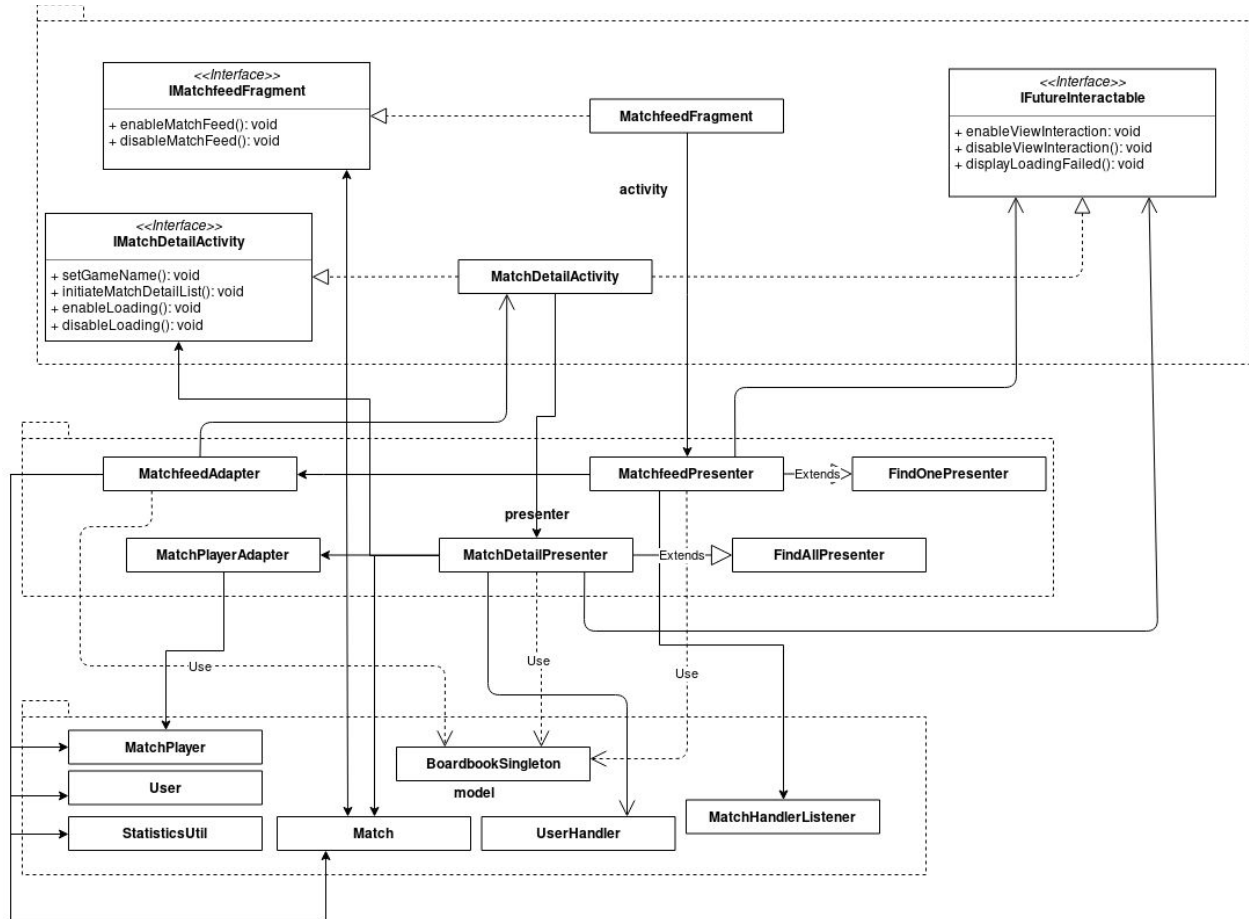 <<Interface>>
IMatchfeedFragment
+ enableMatchFeed(): void
+ disableMatchFeed(): void
MatchfeedFragment
<<Interface>>
IFutureInteractable
+ enableViewInteraction: void
+ disableViewInteraction(): void
+ displayLoadingFailed(): void
activity
<<Interface>>
IMatchDetailActivity
+ setGameName(): void
+ initiateMatchDetailList(): void
+ enableLoading(): void
+ disableLoading(): void
MatchDetailActivity
MatchfeedAdapter
MatchfeedPresenter
Extends
FindOnePresenter
presenter
MatchPlayerAdapter
MatchDetailPresenter
Extends
FindAllPresenter
Use
Use
Use
MatchPlayer
User
StatisticsUtil
BoardbookSingleton
model
Match
UserHandler
MatchHandlerListener